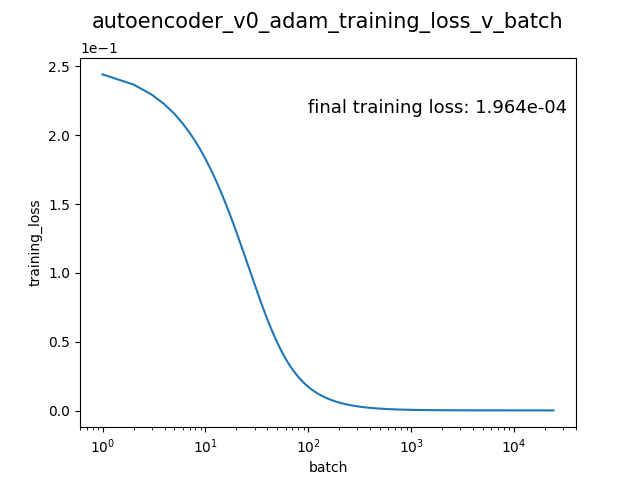 autoencoder_v0_adam_training_loss_v_batch
1e−1
2.5
2.0
1.5
1.0
0.5
0.0
final training loss: 1.964e-04
training_loss
10⁰
10¹
10²
10³
10⁴
batch